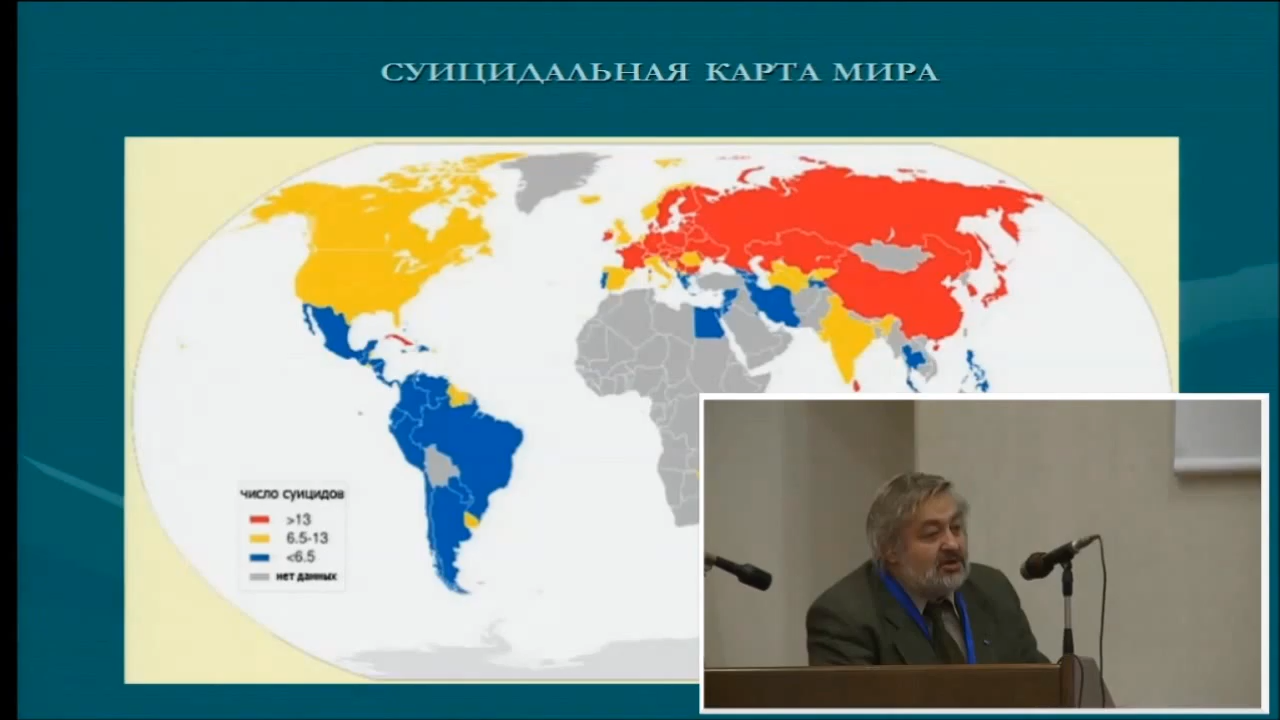 СУИЦИДАЛЬНАЯ КАРТА МИРА
число суицидов
>13
6.5-13
<6.5
нет данных